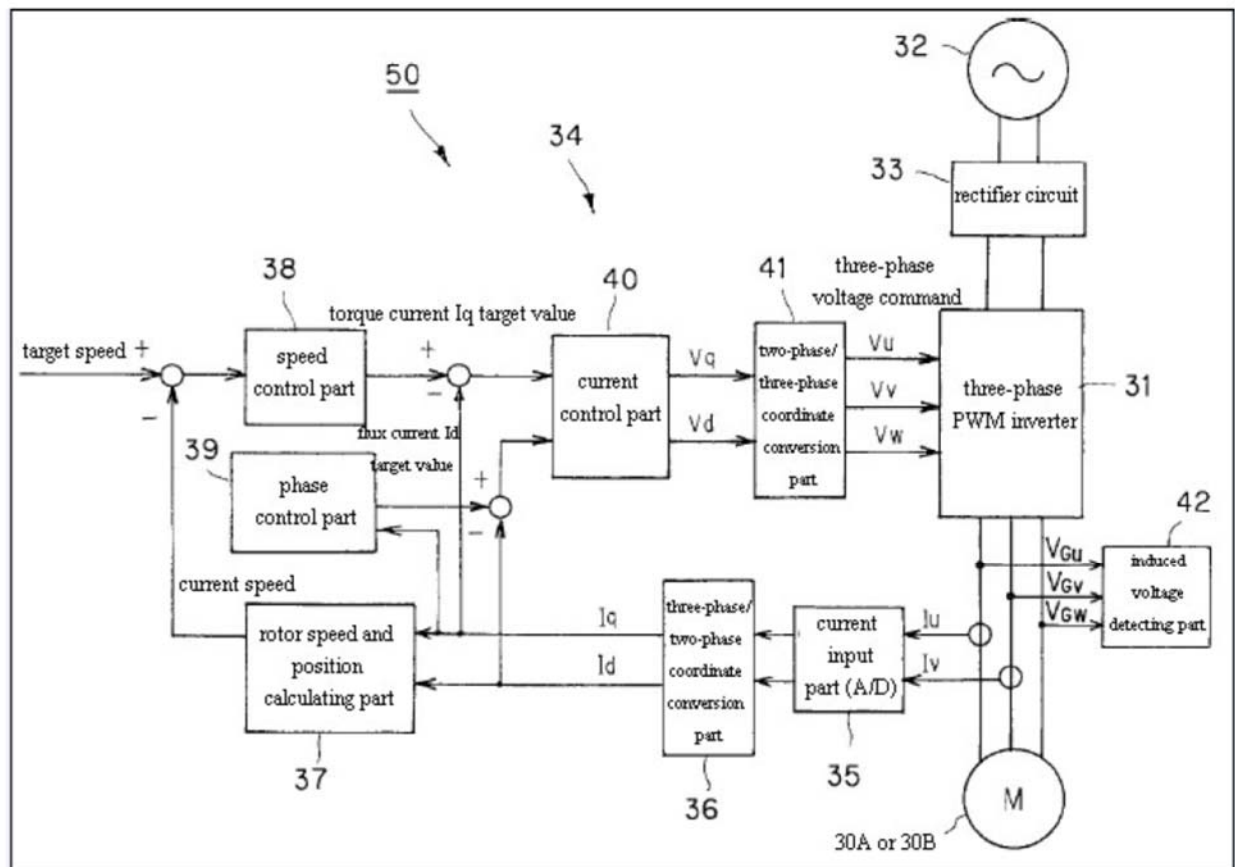 32
50
34
33
rectifier circuit
38
40
41
three-phase
voltage command
torque current Iq target value
target speed
+
−
speed
control part
+
−
current
control part
Vq
Vd
two-phase/
three-phase
coordinate
conversion
part
Vu
Vv
Vw
three-phase
PWM inverter
31
flux current Id
target value
39
phase
control part
+
−
42
VGu
VGv
VGw
induced
voltage
detecting part
current speed
rotor speed and
position
calculating part
Iq
Id
three-phase/
two-phase
coordinate
conversion
part
current
input
part (A/D)
Iu
Iv
37
36
35
M
30A or 30B